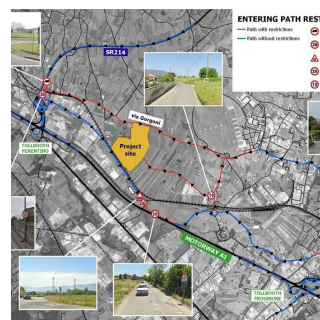 ENTERING PATH REST
Path with restrictions
Path without restrictions
SR214
via Gorgoni
TOLLBOOTH
FERENTINO
Project
site
MOTORWAY A1
TOLLBOOTH
FROSINONE